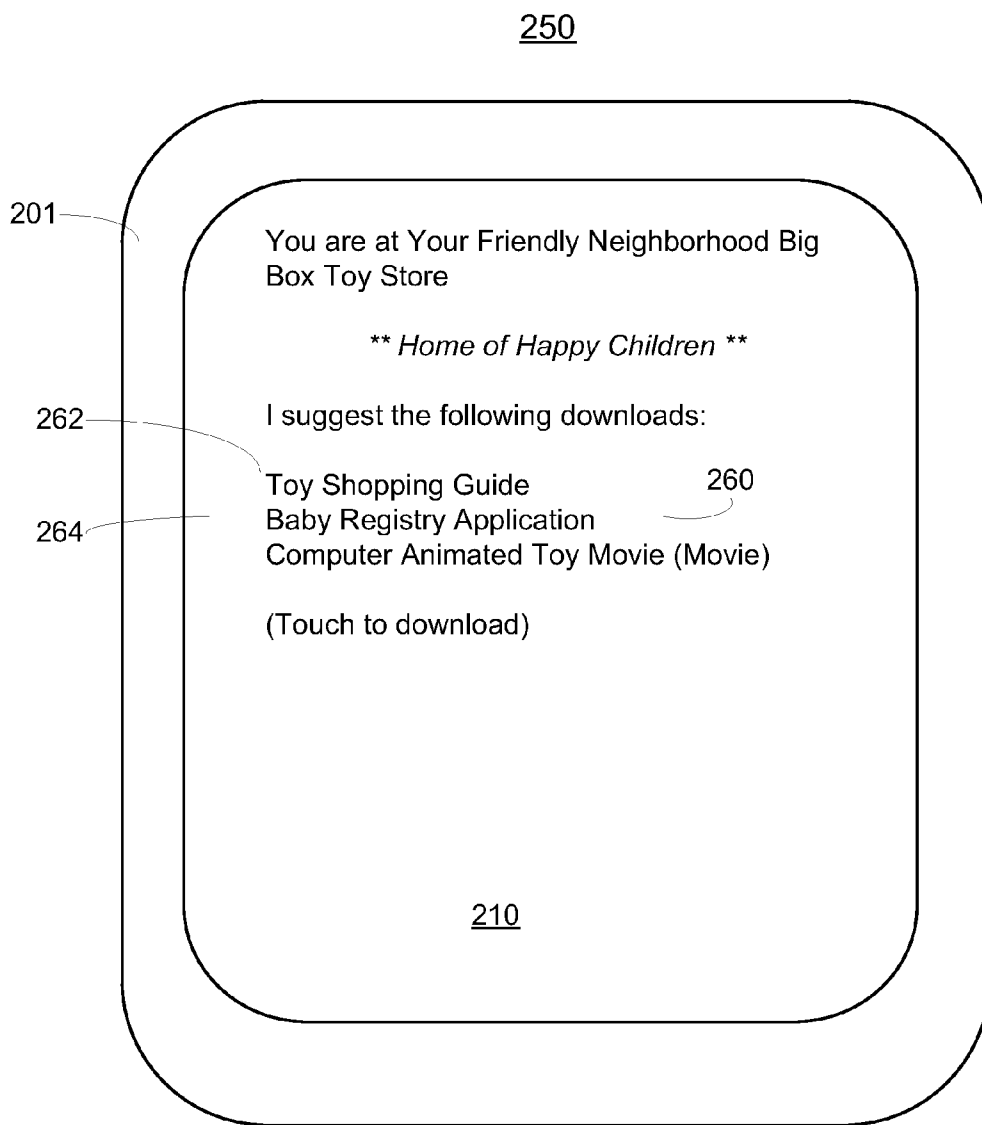 250
201
You are at Your Friendly Neighborhood Big
Box Toy Store
** Home of Happy Children **
262
I suggest the following downloads:
Toy Shopping Guide
260
264
Baby Registry Application
Computer Animated Toy Movie (Movie)
(Touch to download)
210